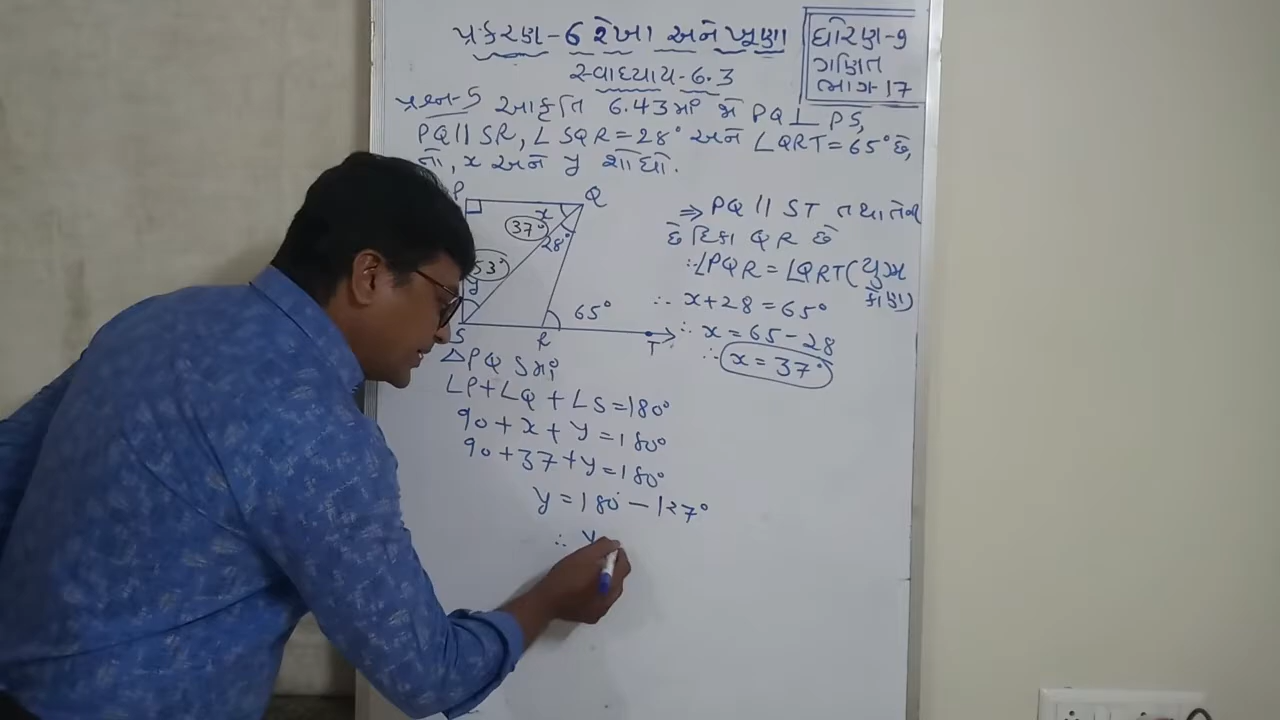 પ્રકરણ-6 રેખા અને ખૂણા
સ્વાધ્યાય-6.3
ધોરણ-9
ગણિત
ભાગ-17
પ્રશ્ન-5 આકૃતિ 6.43માં જો PQ ⊥ PS,
PQ || SR, ∠SQR=28° અને ∠QRT=65° છે,
તો, x અને y શોધો.
P
Q
x
37°
28°
53°
y
65°
S
R
T
⇒ PQ || ST તથા તેની
છેદિકા QR છે
∴ ∠PQR = ∠QRT (યુગ્મ
કોણ)
∴ x+28=65°
∴ x=65-28
∴ x=37°
△PQSમાં
∠P+∠Q+∠S=180°
90+x+y=180°
90+37+y=180°
y=180°-127°
∴ y